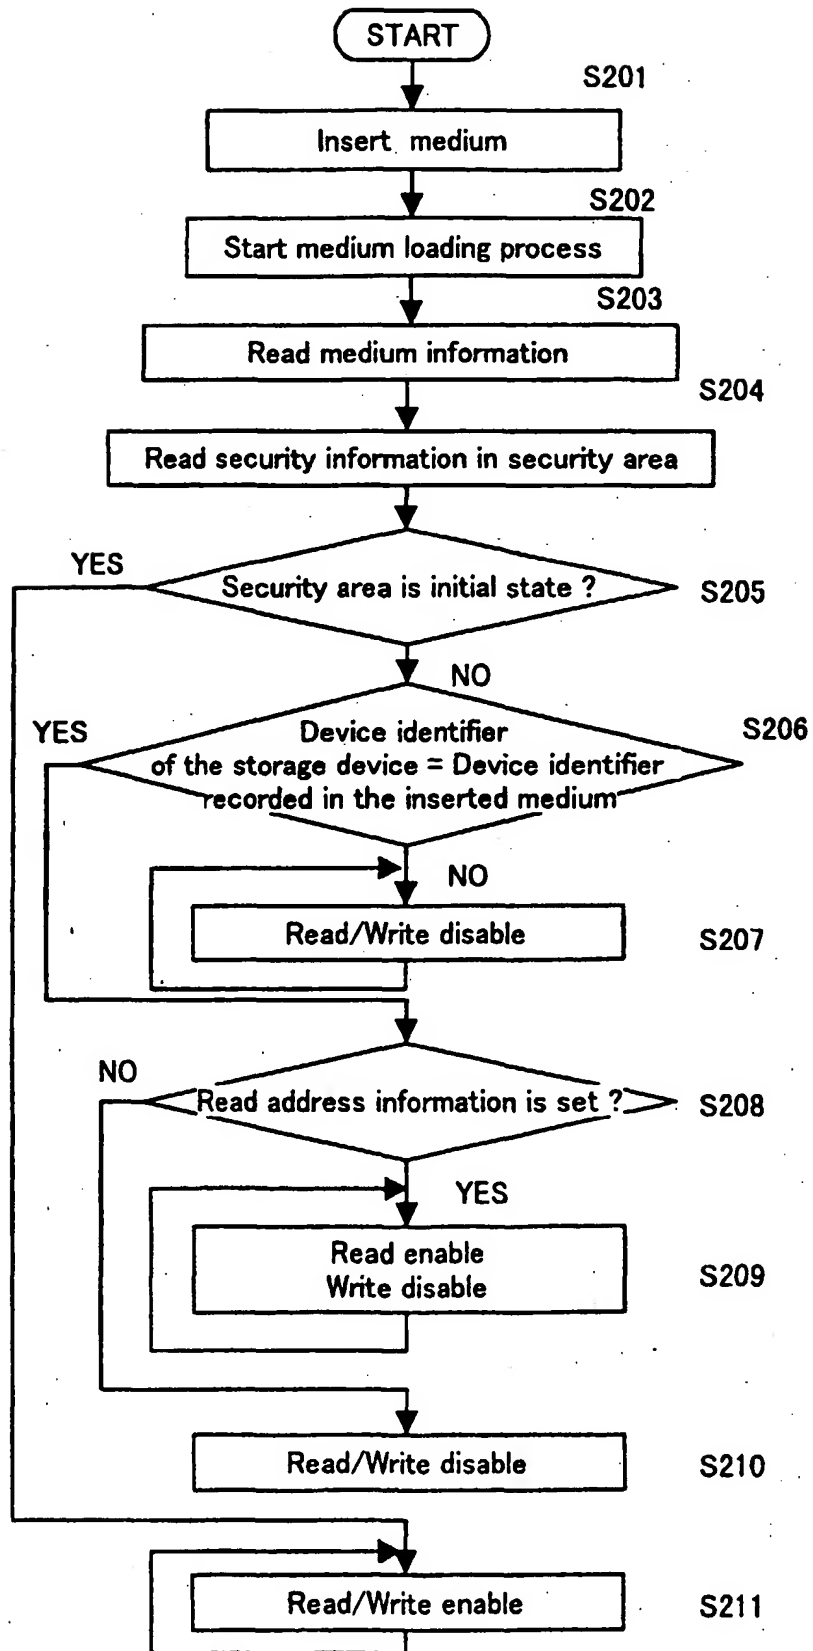 START
S201
Insert medium
S202
Start medium loading process
S203
Read medium information
S204
Read security information in security area
YES
Security area is initial state ?
S205
NO
YES
Device identifier
of the storage device = Device identifier
recorded in the inserted medium
S206
NO
Read/Write disable
S207
NO
Read address information is set ?
S208
YES
Read enable
Write disable
S209
Read/Write disable
S210
Read/Write enable
S211